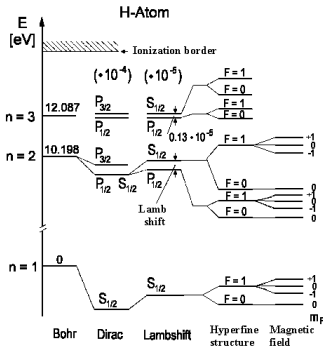 H-Atom
E
[eV]
Ionization border
(•10⁻⁴) (•10⁻⁵)
n = 3 12.087 P3/2 P1/2 S1/2 P1/2 F = 1 F = 0 F = 1 F = 0
0.13 • 10⁻⁵
n = 2 10.198 P3/2 P1/2 S1/2 S1/2 P1/2 F = 1 +1 0 -1
F = 0 0
Lamb shift F = 1 +1 0 -1
F = 0 0
n = 1 0 S1/2 S1/2 F = 1 +1 0 -1
F = 0 0
mF
Bohr Dirac Lambshift Hyperfine structure Magnetic field